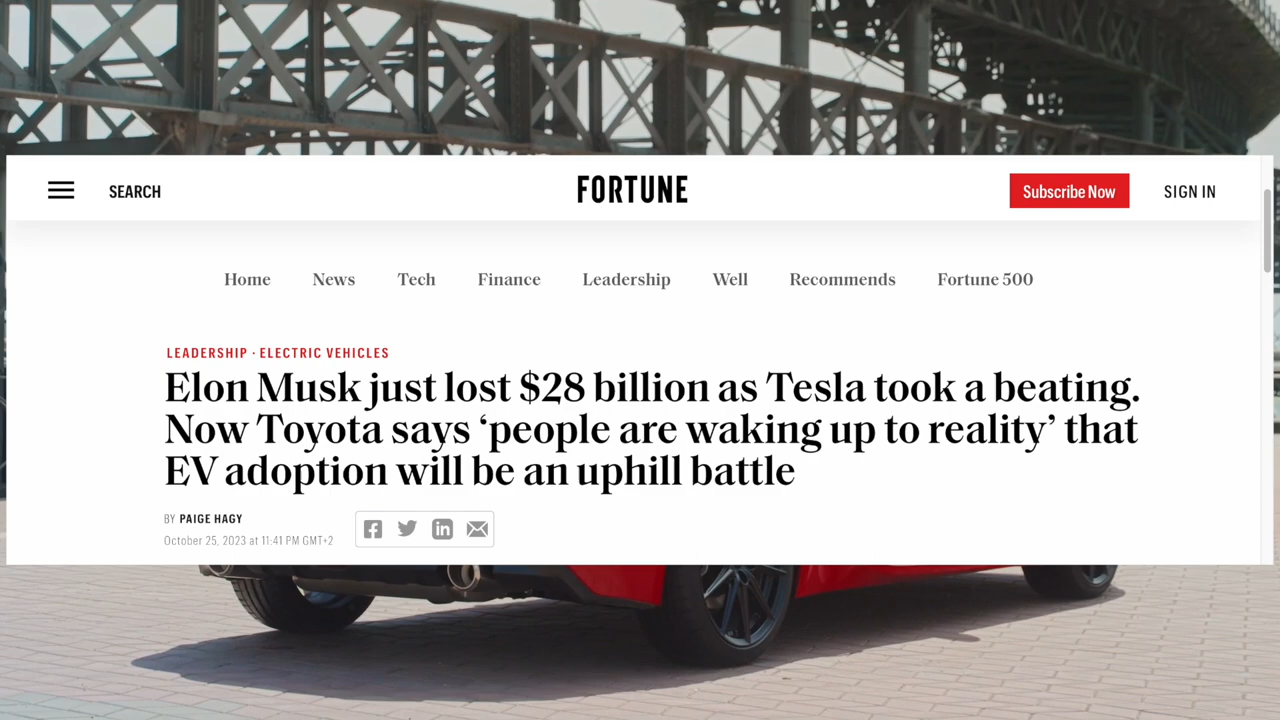 SEARCH
FORTUNE
Subscribe Now
SIGN IN
Home News Tech Finance Leadership Well Recommends Fortune 500
LEADERSHIP · ELECTRIC VEHICLES
Elon Musk just lost $28 billion as Tesla took a beating.
Now Toyota says ‘people are waking up to reality’ that
EV adoption will be an uphill battle
BY PAIGE HAGY
October 25, 2023 at 11:41 PM GMT+2